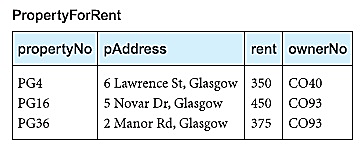 PropertyForRent
propertyNo pAddress rent ownerNo
PG4 6 Lawrence St, Glasgow 350 CO40
PG16 5 Novar Dr, Glasgow 450 CO93
PG36 2 Manor Rd, Glasgow 375 CO93